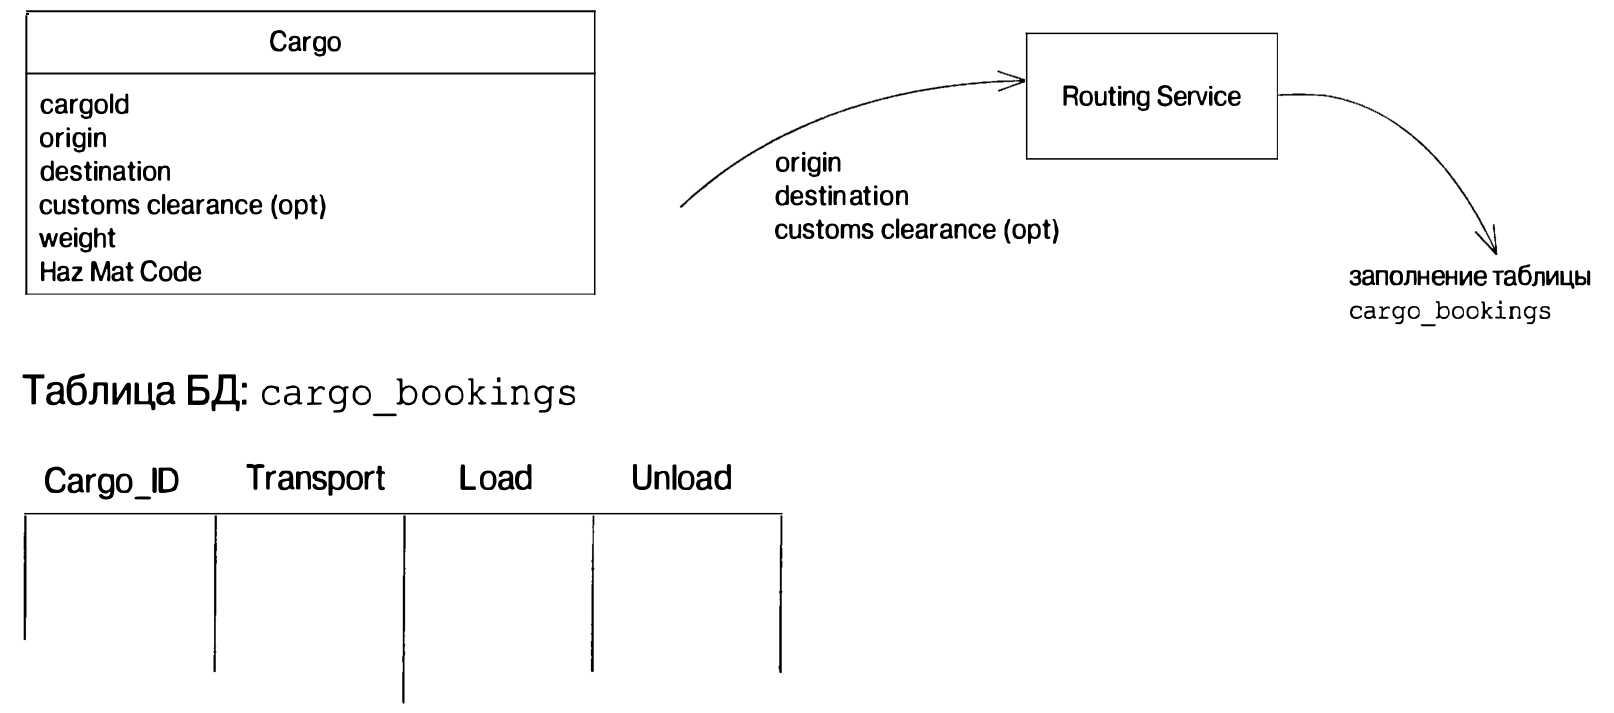 Cargo
cargoId
origin
destination
customs clearance (opt)
weight
Haz Mat Code
Routing Service
origin
destination
customs clearance (opt)
заполнение таблицы
cargo_bookings
Таблица БД: cargo_bookings
Cargo_ID Transport Load Unload